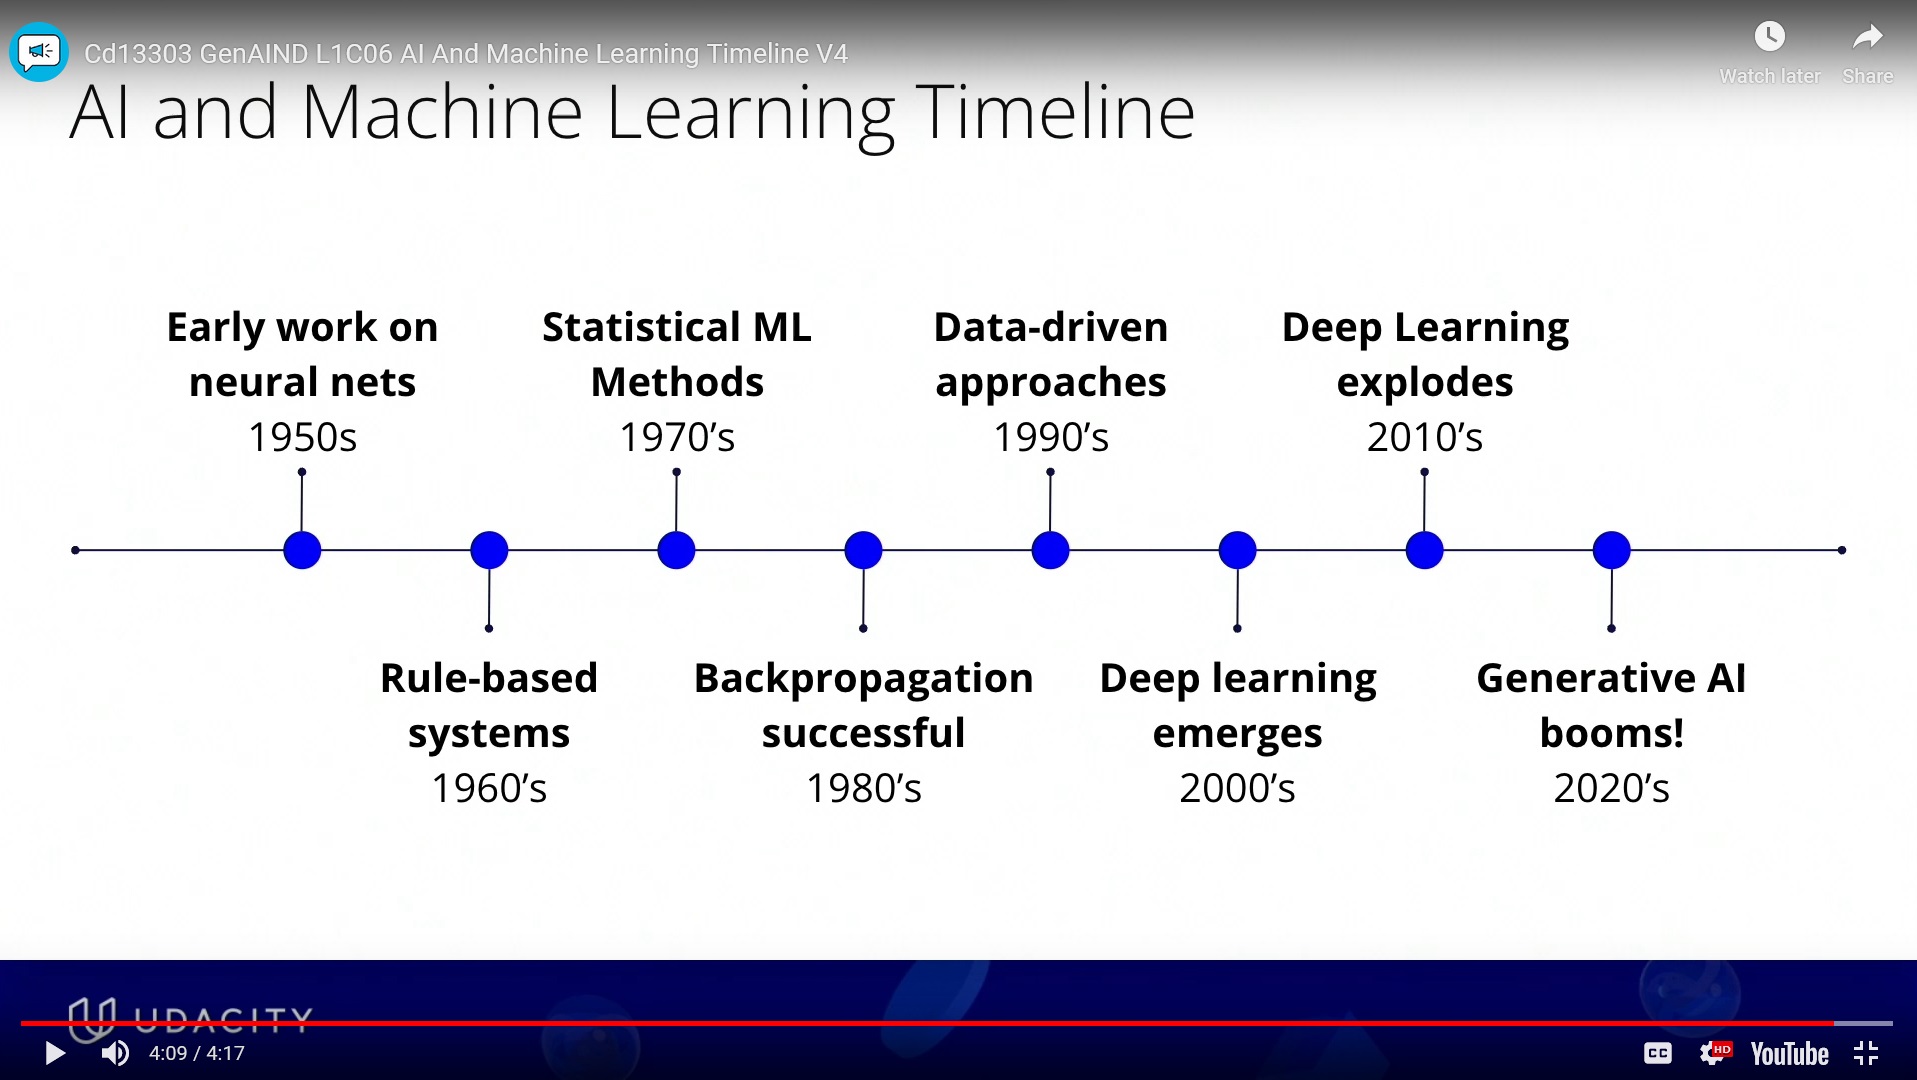 Cd13303 GenAIND L1C06 AI And Machine Learning Timeline V4
Watch later
Share
AI and Machine Learning Timeline
Early work on
neural nets
1950s
Statistical ML
Methods
1970’s
Data-driven
approaches
1990’s
Deep Learning
explodes
2010’s
Rule-based
systems
1960’s
Backpropagation
successful
1980’s
Deep learning
emerges
2000’s
Generative AI
booms!
2020’s
UDACITY
4:09 / 4:17
CC
HD
YouTube